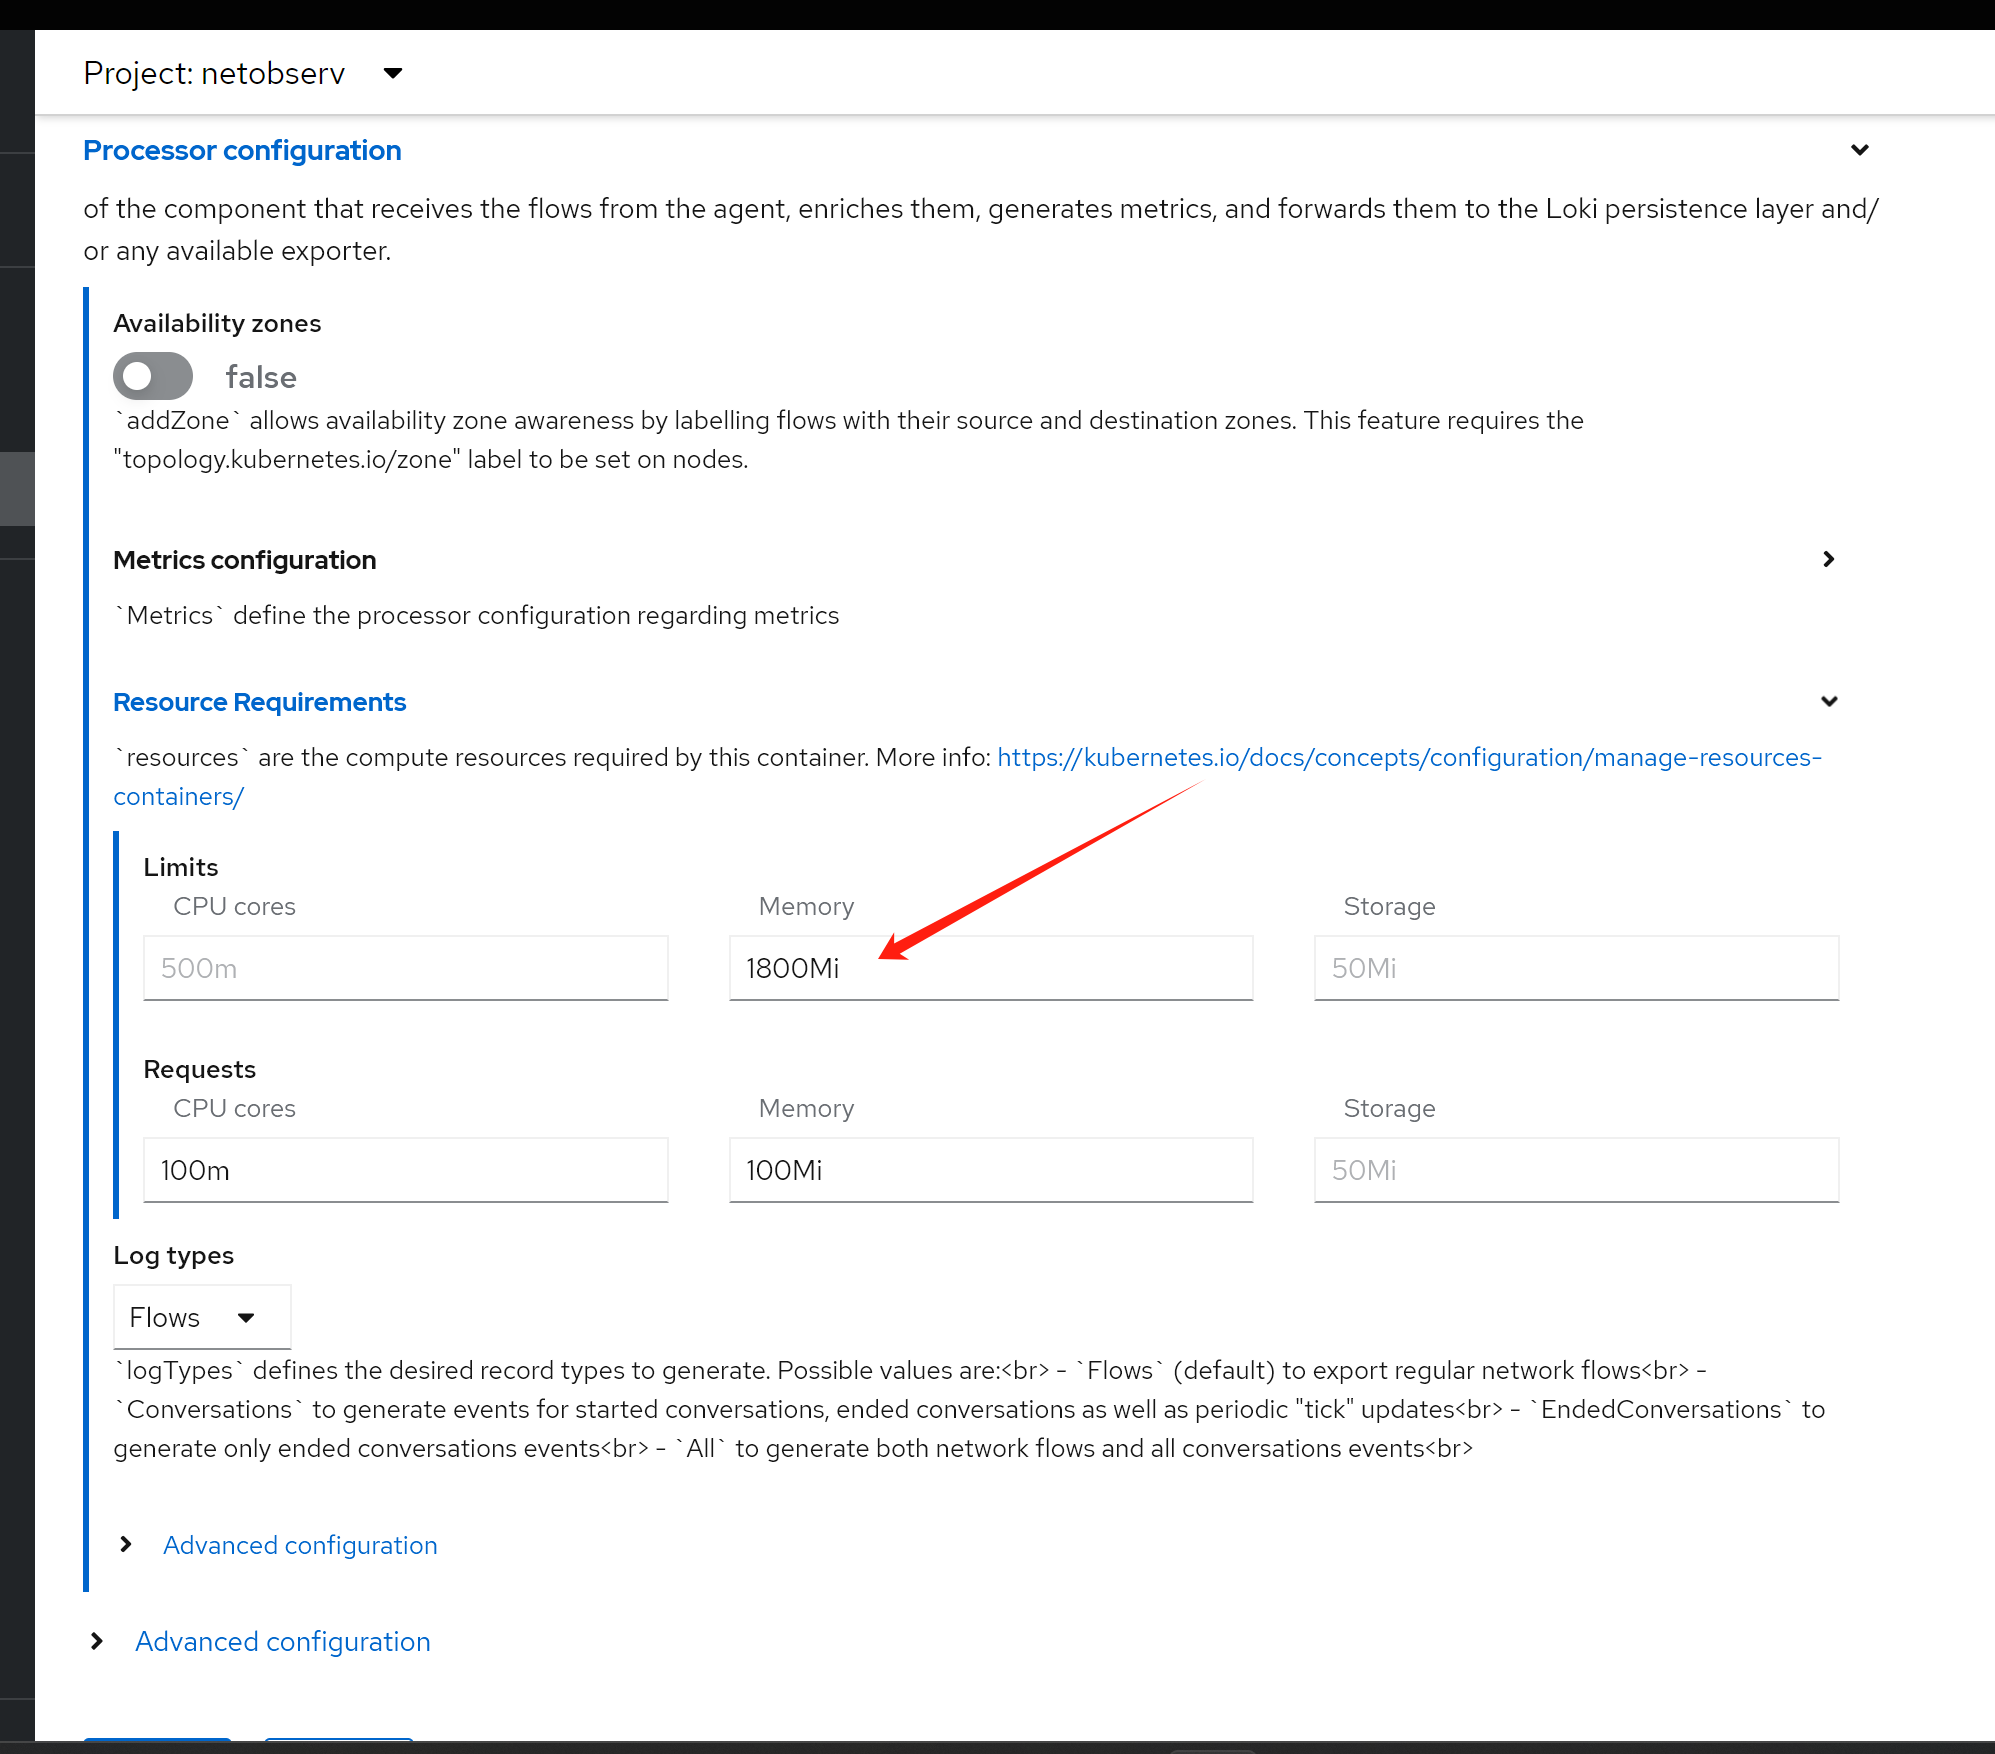 Project: netobserv
Processor configuration
of the component that receives the flows from the agent, enriches them, generates metrics, and forwards them to the Loki persistence layer and/
or any available exporter.
Availability zones
false
`addZone` allows availability zone awareness by labelling flows with their source and destination zones. This feature requires the
"topology.kubernetes.io/zone" label to be set on nodes.
Metrics configuration
`Metrics` define the processor configuration regarding metrics
Resource Requirements
`resources` are the compute resources required by this container. More info: https://kubernetes.io/docs/concepts/configuration/manage-resources-
containers/
Limits
CPU cores Memory Storage
500m 1800Mi 50Mi
Requests
CPU cores Memory Storage
100m 100Mi 50Mi
Log types
Flows
`logTypes` defines the desired record types to generate. Possible values are:<br> - `Flows` (default) to export regular network flows<br> -
`Conversations` to generate events for started conversations, ended conversations as well as periodic "tick" updates<br> - `EndedConversations` to
generate only ended conversations events<br> - `All` to generate both network flows and all conversations events<br>
Advanced configuration
Advanced configuration